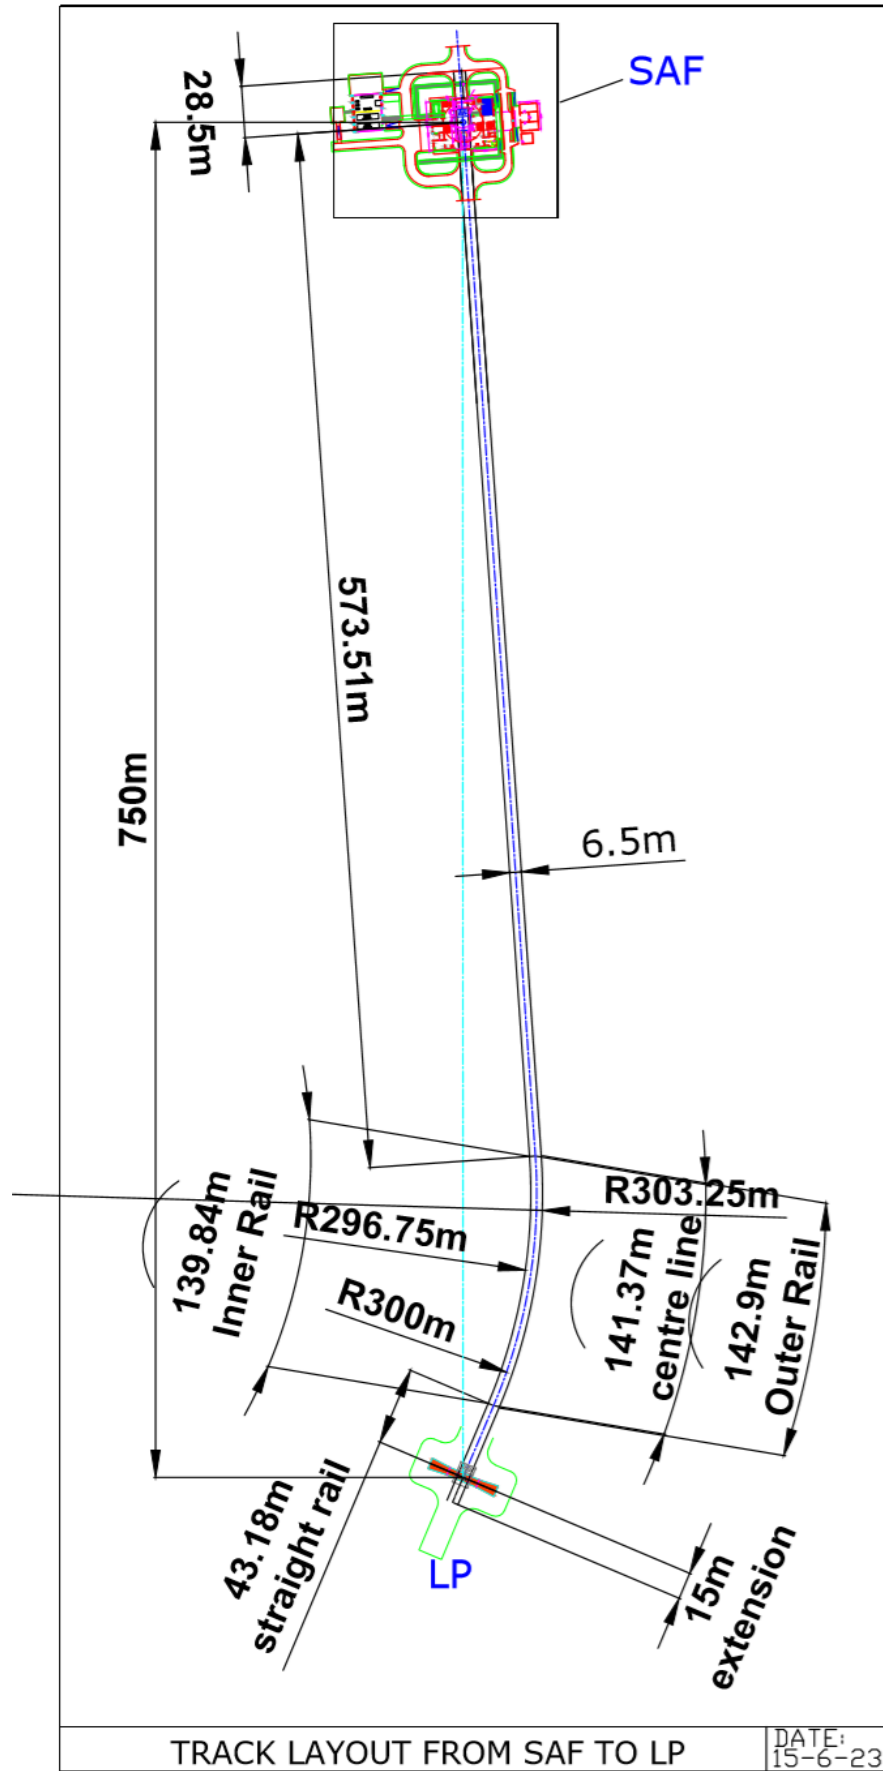 SAF
28.5m
573.51m
750m
6.5m
R303.25m
139.84m
Inner Rail
R296.75m
R300m
141.37m
centre line
142.9m
Outer Rail
43.18m
straight rail
LP
15m
extension
TRACK LAYOUT FROM SAF TO LP
DATE:
15-6-23